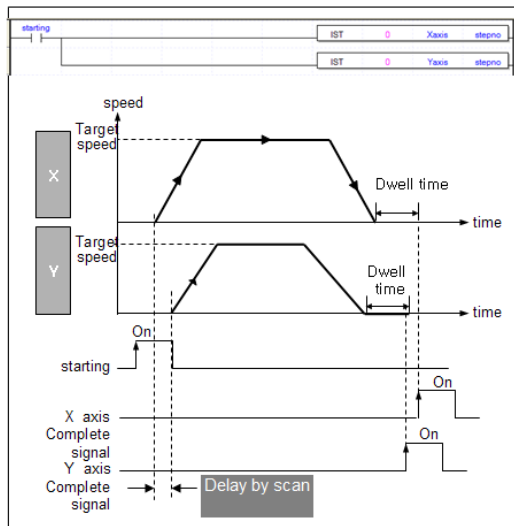 starting
IST 0 Xaxis stepno
IST 0 Yaxis stepno
speed
Target
speed
X
Dwell time
time
Target
speed
Y
Dwell
time
time
On
starting
On
X axis
Complete
signal
On
Y axis
Complete
signal
Delay by scan